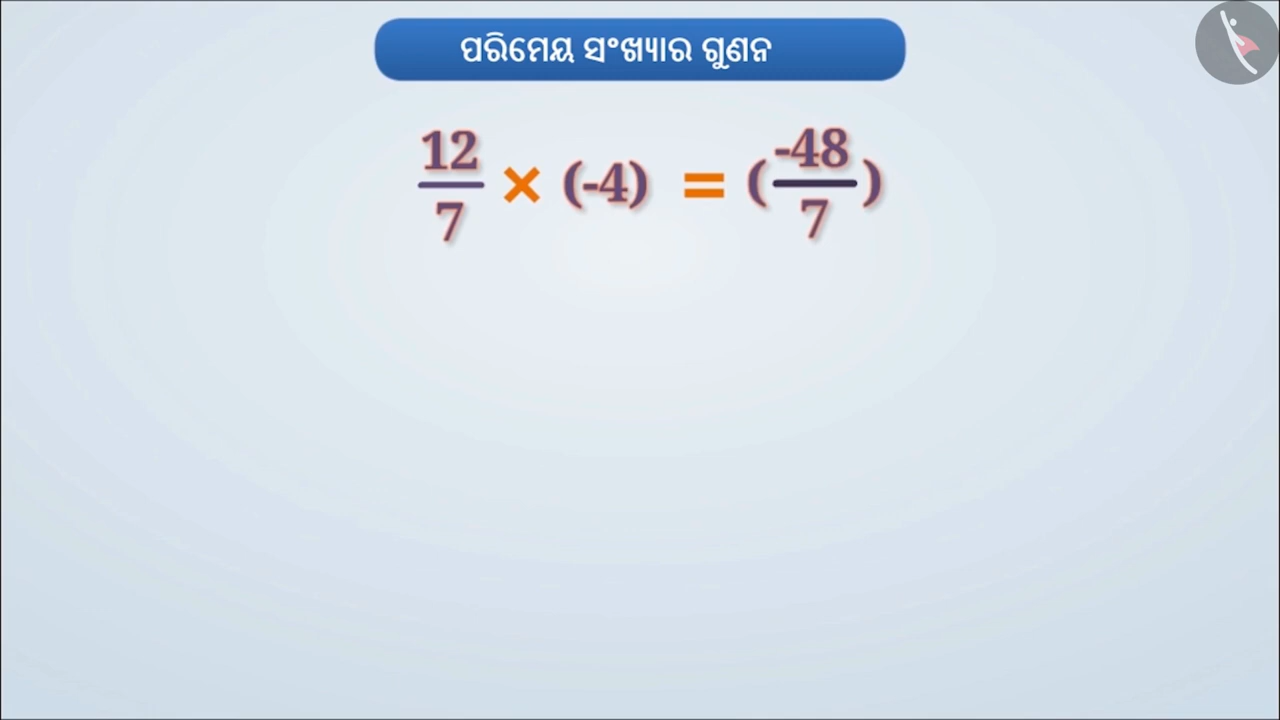 ପରିମେୟ ସଂଖ୍ୟାର ଗୁଣନ
12/7 × (-4) = (-48/7)